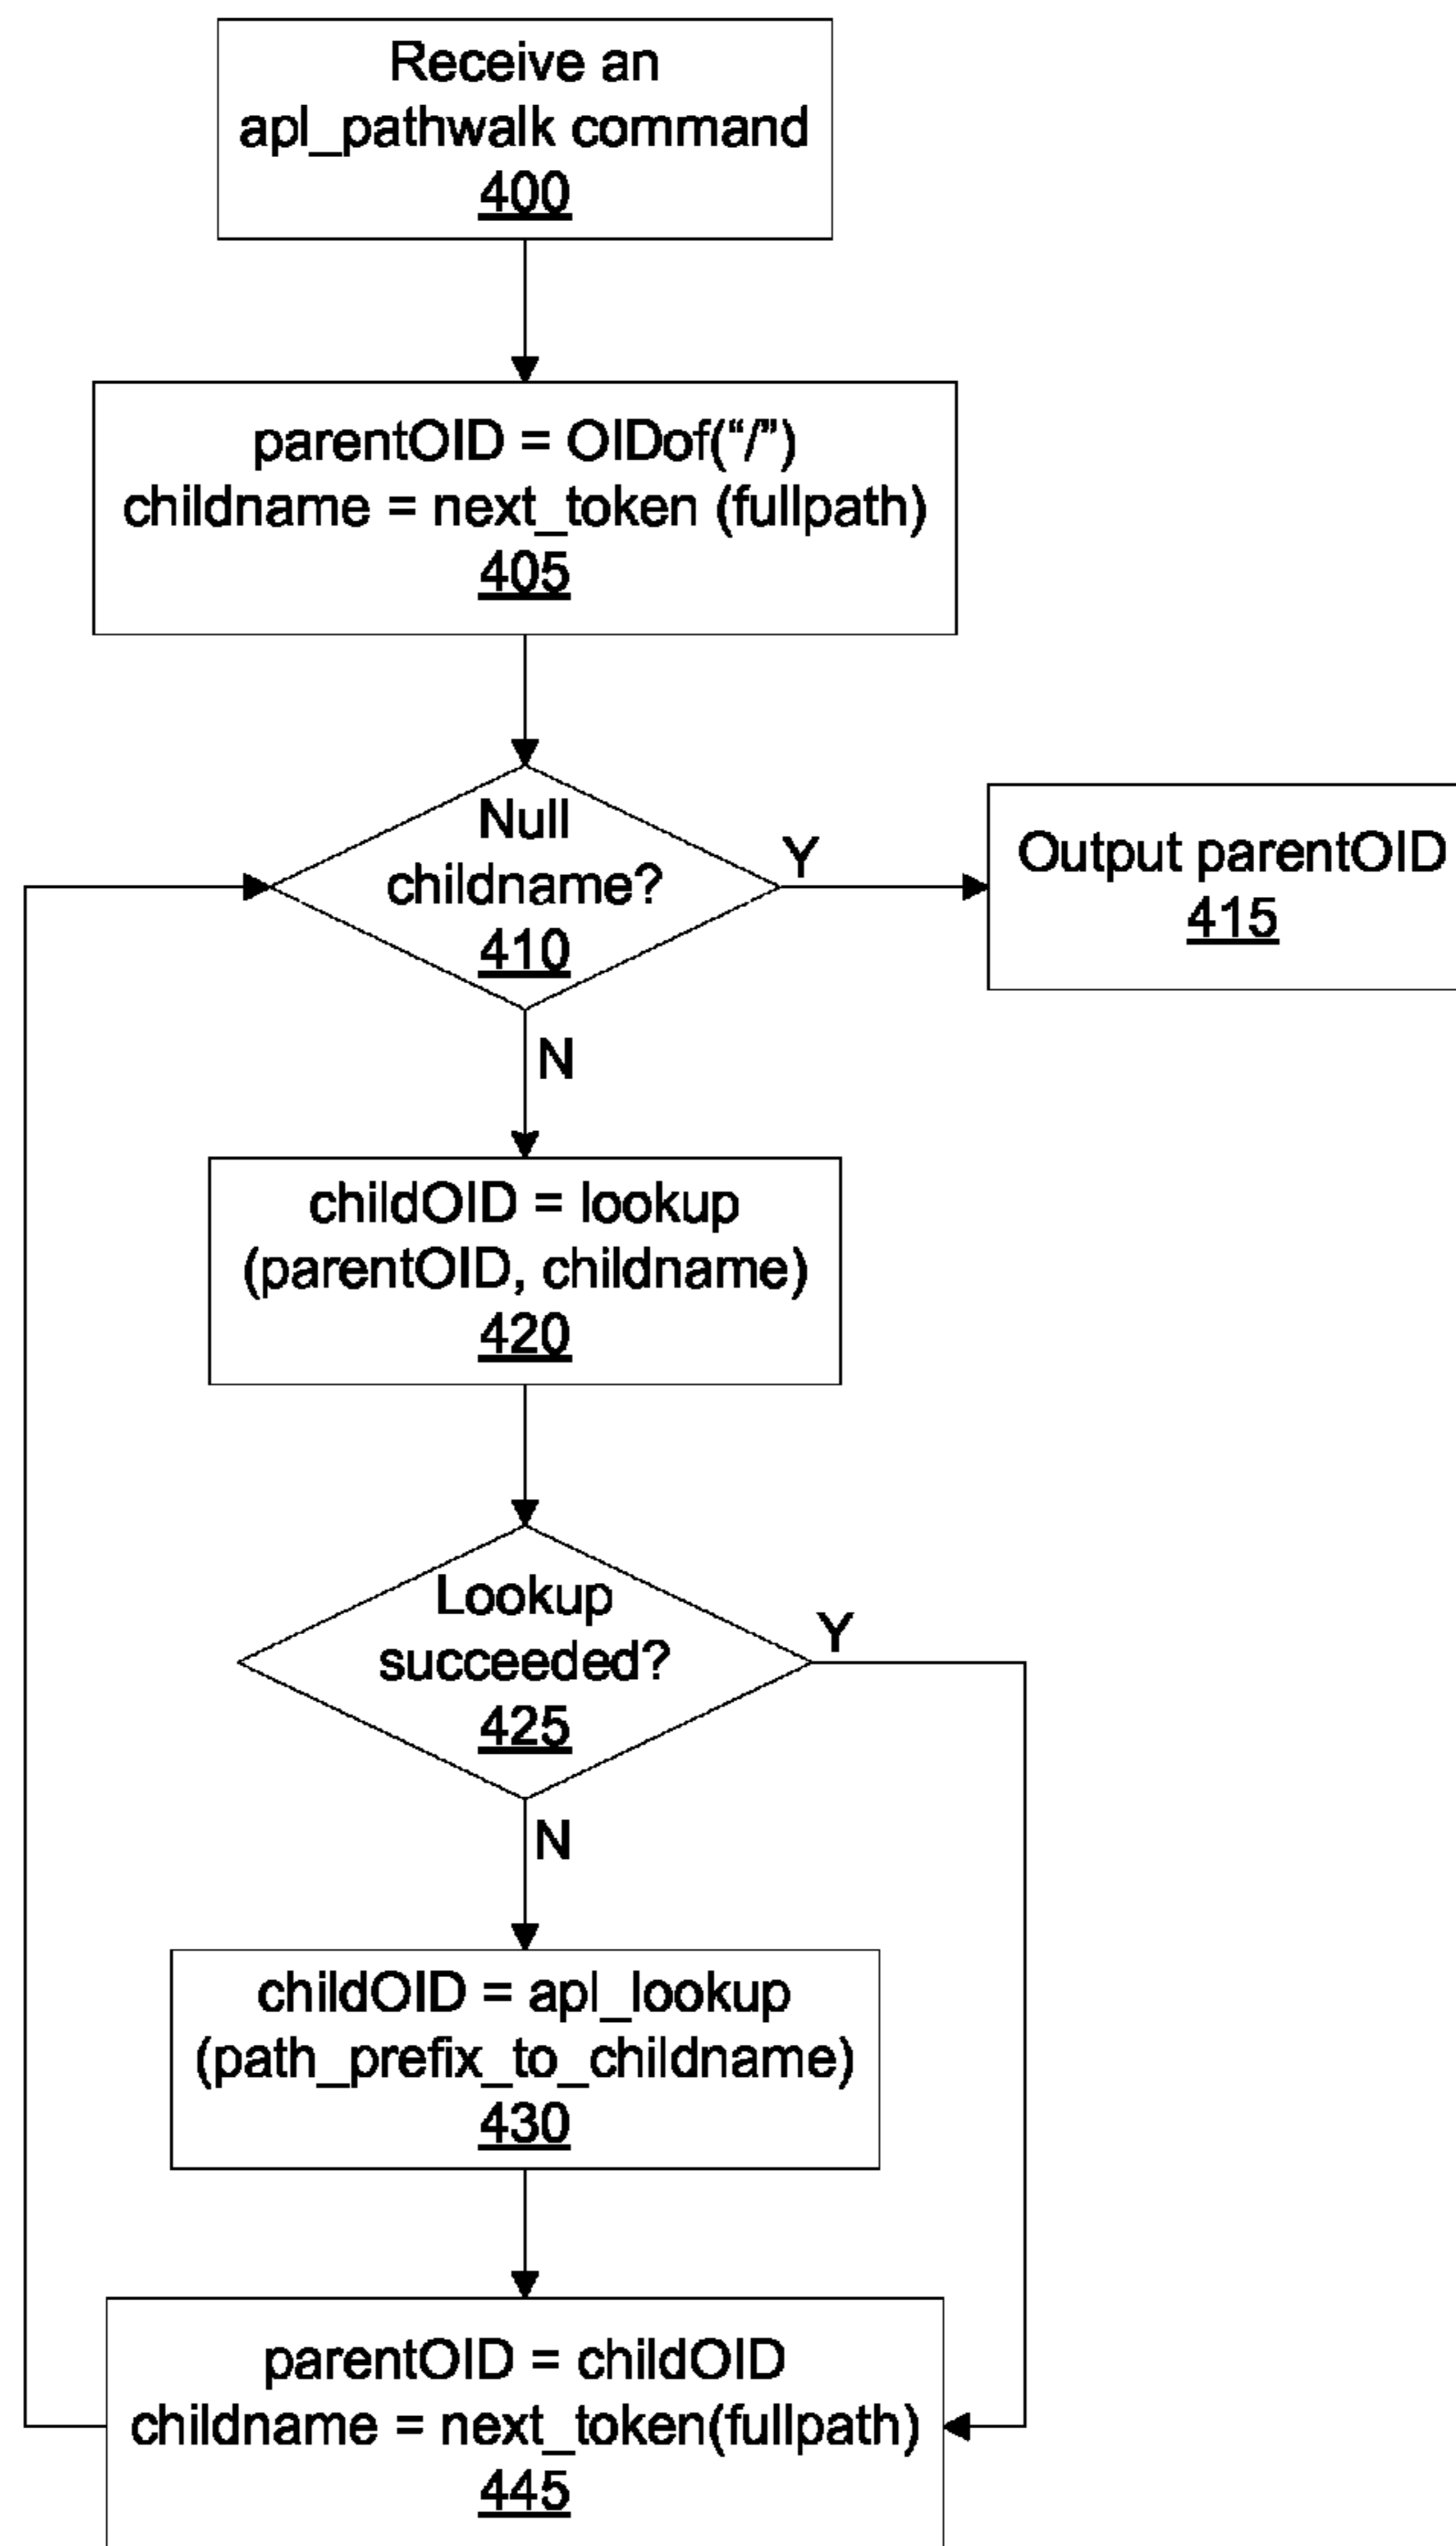 Receive an
apl_pathwalk command
400
parentOID = OIDof(“/”)
childname = next_token (fullpath)
405
Null
childname?
410
Y
Output parentOID
415
N
childOID = lookup
(parentOID, childname)
420
Lookup
succeeded?
425
Y
N
childOID = apl_lookup
(path_prefix_to_childname)
430
parentOID = childOID
childname = next_token(fullpath)
445